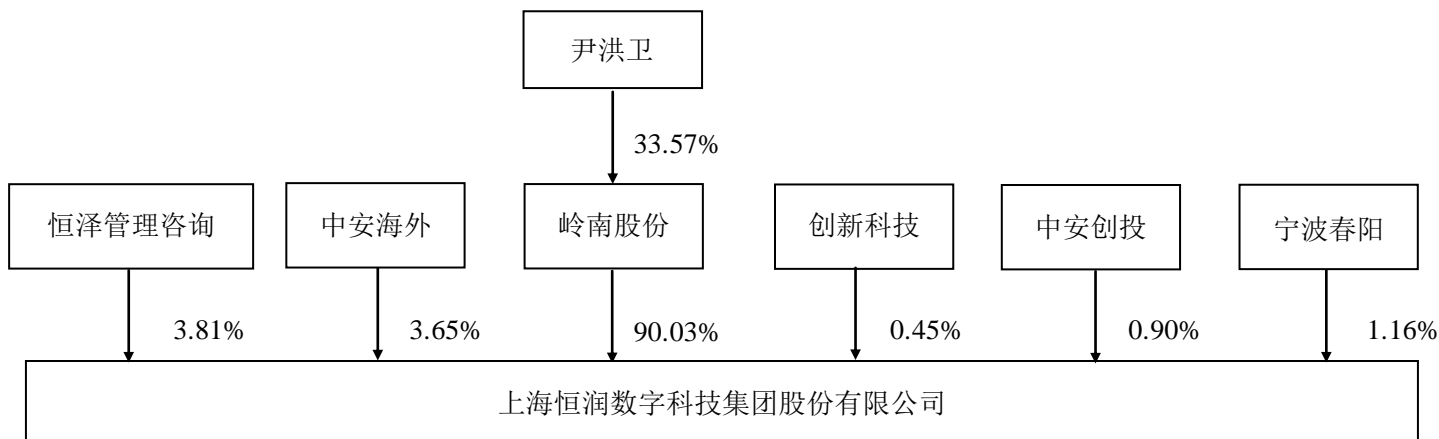 尹洪卫
33.57%
恒泽管理咨询
中安海外
岭南股份
创新科技
中安创投
宁波春阳
3.81%
3.65%
90.03%
0.45%
0.90%
1.16%
上海恒润数字科技集团股份有限公司